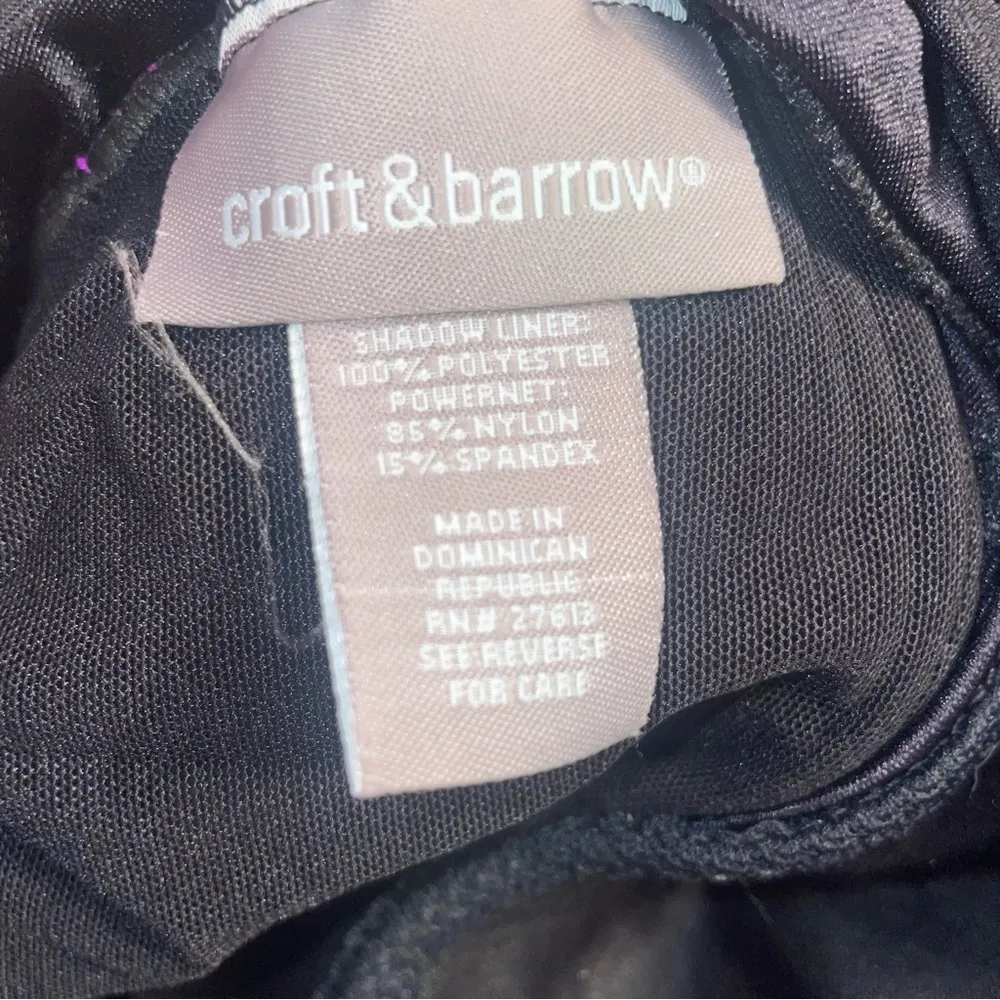 croft & barrow®
SHADOW LINER:
100% POLYESTER
POWERNET:
85% NYLON
15% SPANDEX
MADE IN
DOMINICAN
REPUBLIC
RN# 27613
SEE REVERSE
FOR CARE